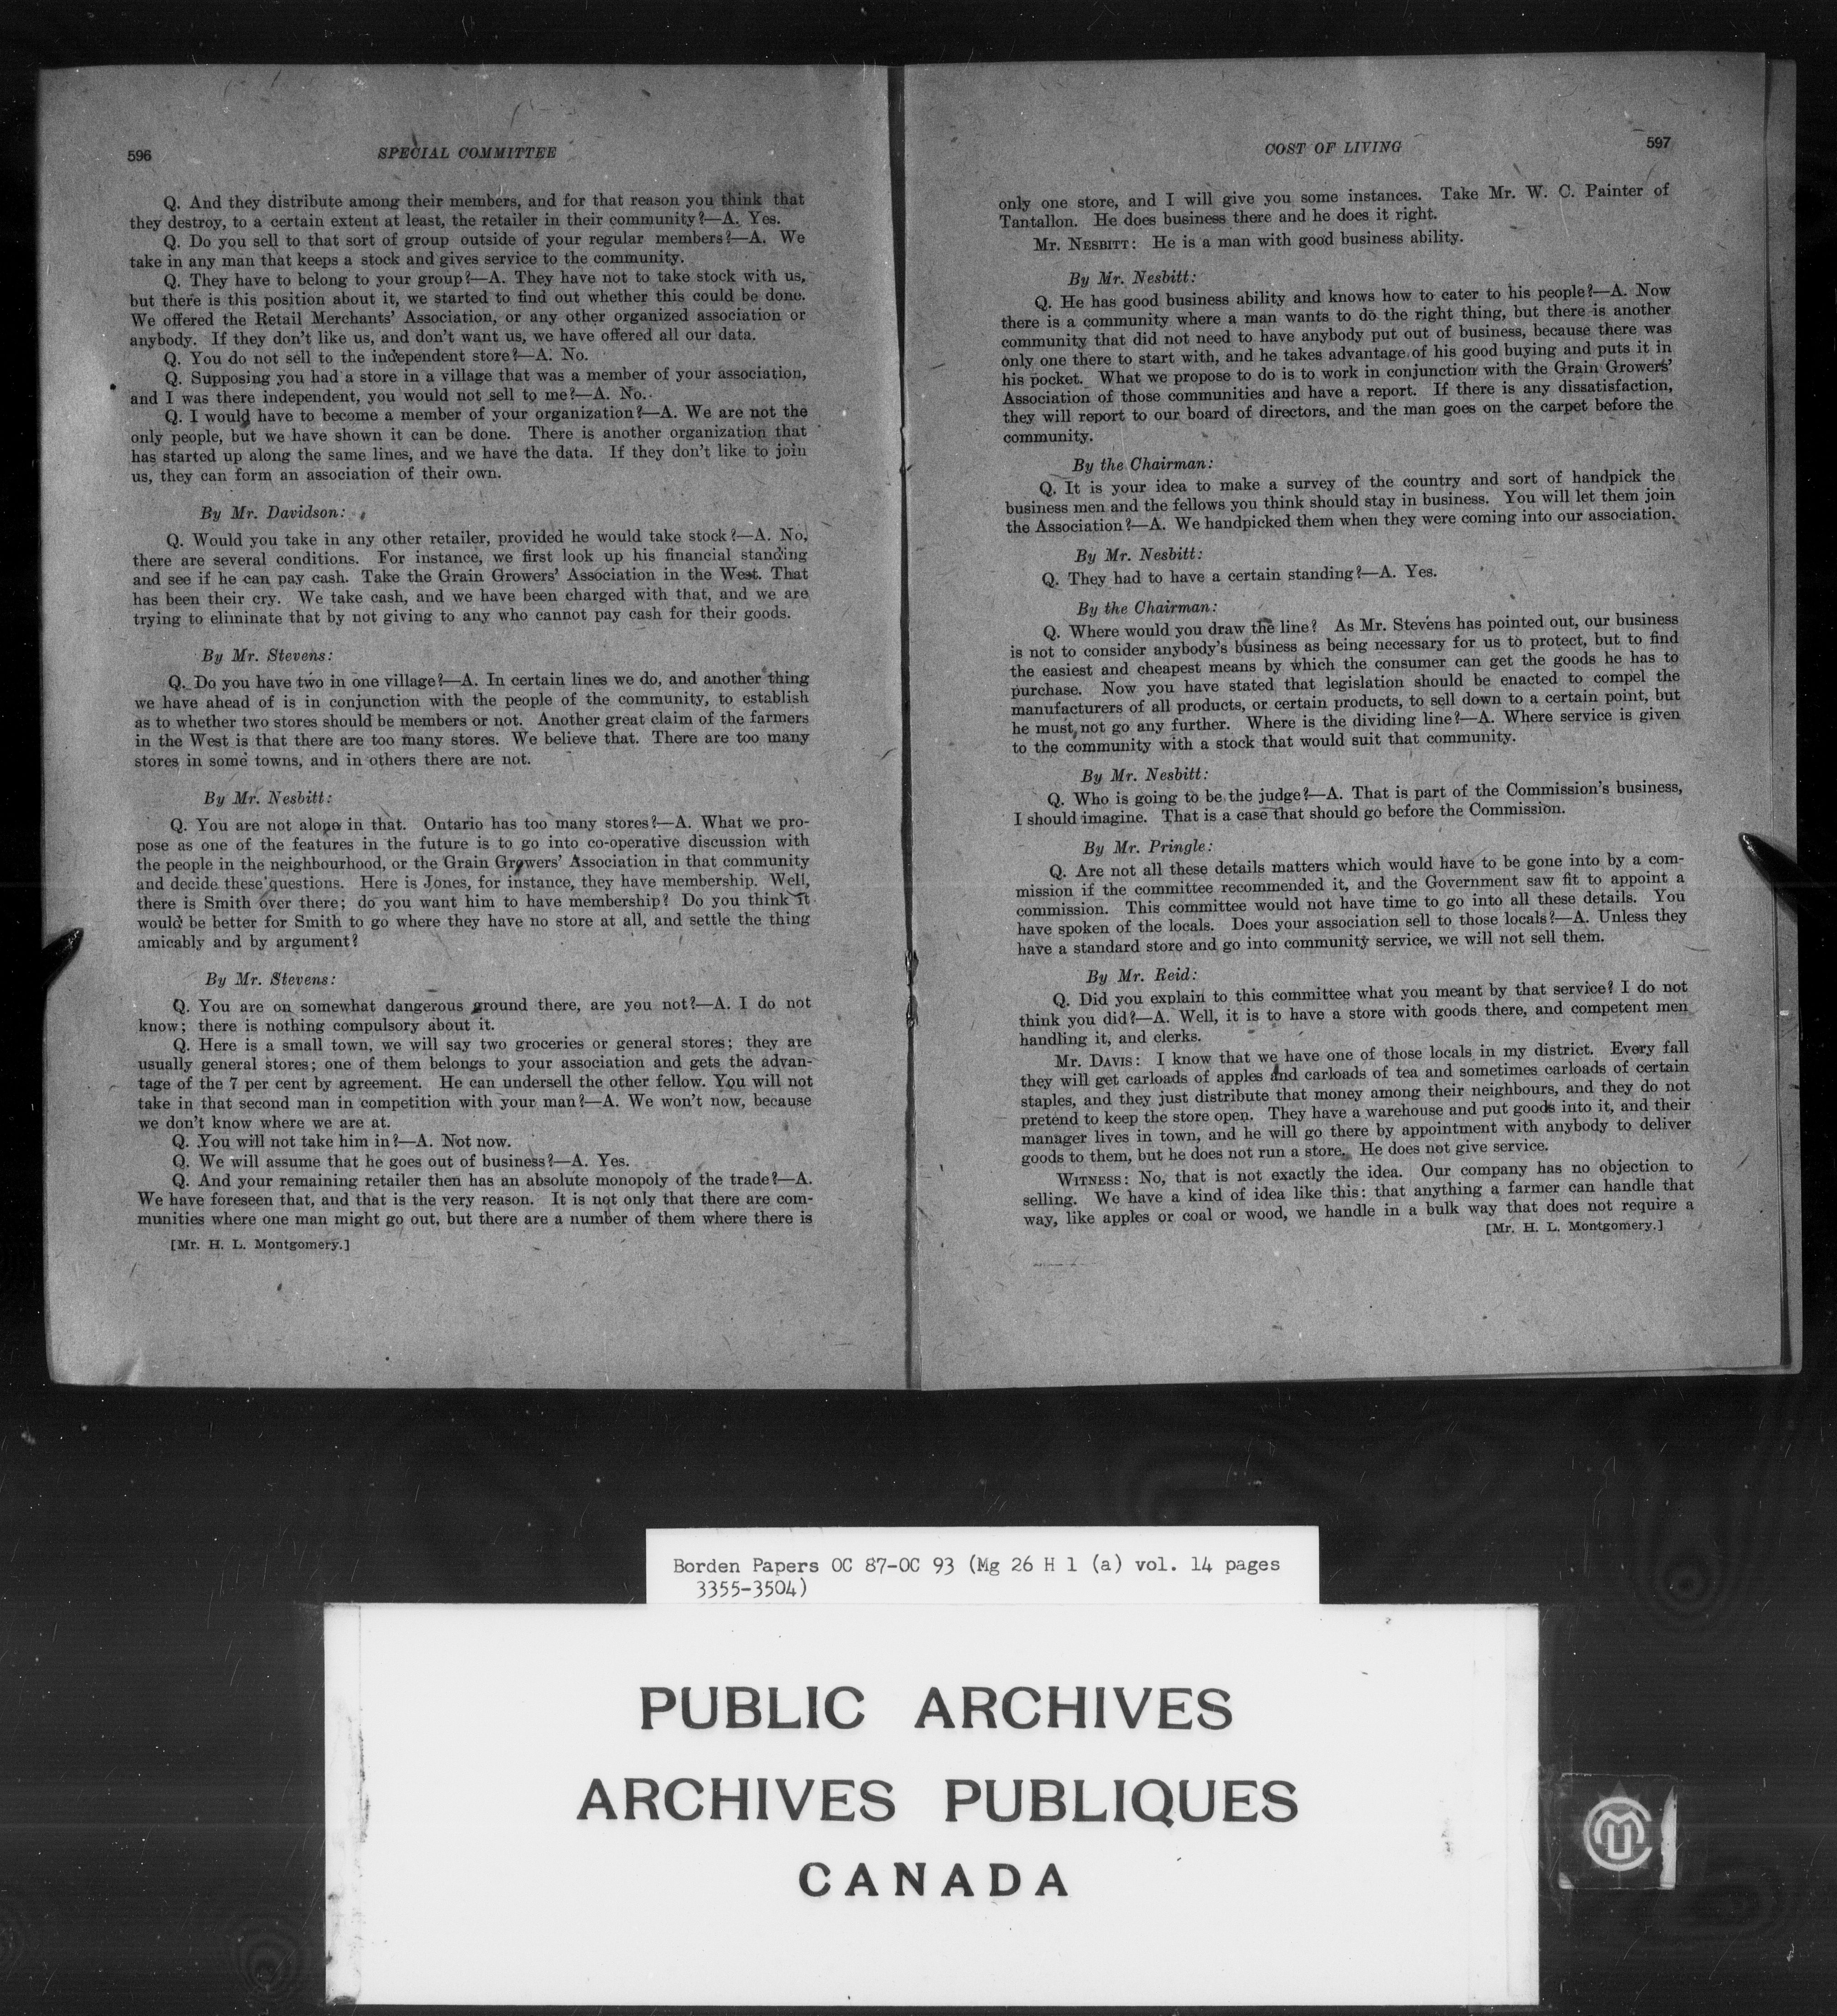 596
SPECIAL COMMITTEE
Q. And they distribute among their members, and for that reason you think that
they destroy, to a certain extent at least, the retailer in their community?—A. Yes.
Q. Do you sell to that sort of group outside of your regular members?—A. We
take in any man that keeps a stock and gives service to the community.
Q. They have to belong to your group?—A. They have not to take stock with us,
but there is this position about it, we started to find out whether this could be done.
We offered the Retail Merchants' Association, or any other organized association or
anybody. If they don't like us, and don't want us, we have offered all our data.
Q. You do not sell to the independent store?—A. No.
Q. Supposing you had a store in a village that was a member of your association,
and I was there independent, you would not sell to me?—A. No.
Q. I would have to become a member of your organization?—A. We are not the
only people, but we have shown it can be done. There is another organization that
has started up along the same lines, and we have the data. If they don't like to join
us, they can form an association of their own.
By Mr. Davidson:
Q. Would you take in any other retailer, provided he would take stock?—A. No,
there are several conditions. For instance, we first look up his financial standing
and see if he can pay cash. Take the Grain Growers' Association in the West. That
has been their cry. We take cash, and we have been charged with that, and we are
trying to eliminate that by not giving to any who cannot pay cash for their goods.
By Mr. Stevens:
Q. Do you have two in one village?—A. In certain lines we do, and another thing
we have ahead of is in conjunction with the people of the community, to establish
as to whether two stores should be members or not. Another great claim of the farmers
in the West is that there are too many stores. We believe that. There are too many
stores in some towns, and in others there are not.
By Mr. Nesbitt:
Q. You are not alone in that. Ontario has too many stores?—A. What we pro-
pose as one of the features in the future is to go into co-operative discussion with
the people in the neighbourhood, or the Grain Growers' Association in that community
and decide these questions. Here is Jones, for instance, they have membership. Well,
there is Smith over there; do you want him to have membership? Do you think it
would be better for Smith to go where they have no store at all, and settle the thing
amicably and by argument?
By Mr. Stevens:
Q. You are on somewhat dangerous ground there, are you not?—A. I do not
know; there is nothing compulsory about it.
Q. Here is a small town, we will say two groceries or general stores; they are
usually general stores; one of them belongs to your association and gets the advan-
tage of the 7 per cent by agreement. He can undersell the other fellow. You will not
take in that second man in competition with your man?—A. We won't now, because
we don't know where we are at.
Q. You will not take him in?—A. Not now.
Q. We will assume that he goes out of business?—A. Yes.
Q. And your remaining retailer then has an absolute monopoly of the trade?—A.
We have foreseen that, and that is the very reason. It is not only that there are com-
munities where one man might go out, but there are a number of them where there is
[Mr. H. L. Montgomery.]
COST OF LIVING
597
only one store, and I will give you some instances. Take Mr. W. C. Painter of
Tantallon. He does business there and he does it right.
Mr. NESBITT: He is a man with good business ability.
By Mr. Nesbitt:
Q. He has good business ability and knows how to cater to his people?—A. Now
there is a community where a man wants to do the right thing, but there is another
community that did not need to have anybody put out of business, because there was
only one there to start with, and he takes advantage of his good buying and puts it in
his pocket. What we propose to do is to work in conjunction with the Grain Growers'
Association of those communities and have a report. If there is any dissatisfaction,
they will report to our board of directors, and the man goes on the carpet before the
community.
By the Chairman:
Q. It is your idea to make a survey of the country and sort of handpick the
business men and the fellows you think should stay in business. You will let them join
the Association?—A. We handpicked them when they were coming into our association.
By Mr. Nesbitt:
Q. They had to have a certain standing?—A. Yes.
By the Chairman:
Q. Where would you draw the line? As Mr. Stevens has pointed out, our business
is not to consider anybody's business as being necessary for us to protect, but to find
the easiest and cheapest means by which the consumer can get the goods he has to
purchase. Now you have stated that legislation should be enacted to compel the
manufacturers of all products, or certain products, to sell down to a certain point, but
he must not go any further. Where is the dividing line?—A. Where service is given
to the community with a stock that would suit that community.
By Mr. Nesbitt:
Q. Who is going to be the judge?—A. That is part of the Commission's business,
I should imagine. That is a case that should go before the Commission.
By Mr. Pringle:
Q. Are not all these details matters which would have to be gone into by a com-
mission if the committee recommended it, and the Government saw fit to appoint a
commission. This committee would not have time to go into all these details. You
have spoken of the locals. Does your association sell to those locals?—A. Unless they
have a standard store and go into community service, we will not sell them.
By Mr. Reid:
Q. Did you explain to this committee what you meant by that service? I do not
think you did?—A. Well, it is to have a store with goods there, and competent men
handling it, and clerks.
Mr. DAVIS: I know that we have one of those locals in my district. Every fall
they will get carloads of apples and carloads of tea and sometimes carloads of certain
staples, and they just distribute that money among their neighbours, and they do not
pretend to keep the store open. They have a warehouse and put goods into it, and their
manager lives in town, and he will go there by appointment with anybody to deliver
goods to them, but he does not run a store. He does not give service.
WITNESS: No, that is not exactly the idea. Our company has no objection to
selling. We have a kind of idea like this: that anything a farmer can handle that
way, like apples or coal or wood, we handle in a bulk way that does not require a
[Mr. H. L. Montgomery.]
Borden Papers OC 87-OC 93 (Mg 26 H 1 (a) vol. 14 pages
3355-3504)
PUBLIC ARCHIVES
ARCHIVES PUBLIQUES
CANADA